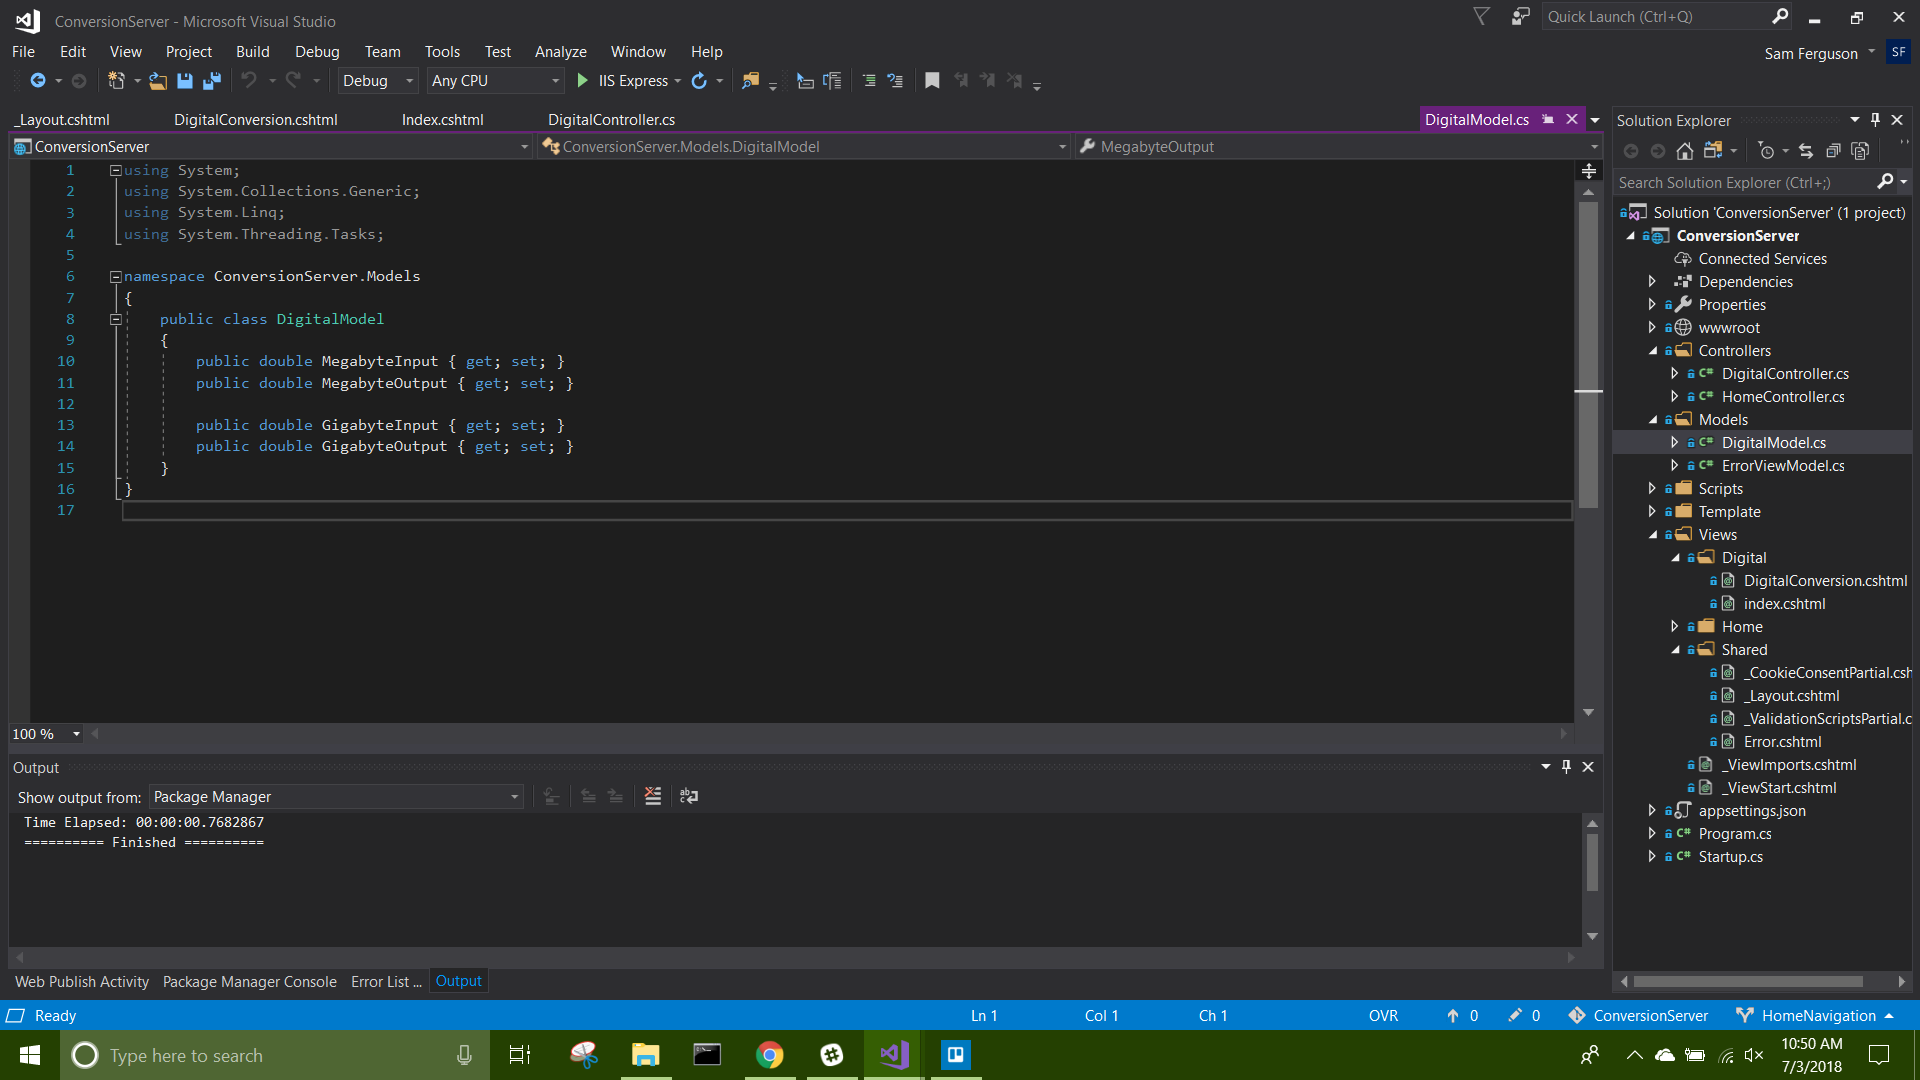 ConversionServer - Microsoft Visual Studio
Quick Launch (Ctrl+Q)
File Edit View Project Build Debug Team Tools Test Analyze Window Help
Sam Ferguson SF
Debug Any CPU IIS Express
_Layout.cshtml DigitalConversion.cshtml Index.cshtml DigitalController.cs DigitalModel.cs
ConversionServer ConversionServer.Models.DigitalModel MegabyteOutput
1 using System;
2 using System.Collections.Generic;
3 using System.Linq;
4 using System.Threading.Tasks;
5
6 namespace ConversionServer.Models
7 {
8 public class DigitalModel
9 {
10 public double MegabyteInput { get; set; }
11 public double MegabyteOutput { get; set; }
12
13 public double GigabyteInput { get; set; }
14 public double GigabyteOutput { get; set; }
15 }
16 }
17
100 %
Output
Show output from: Package Manager
Time Elapsed: 00:00:00.7682867
========== Finished ==========
Web Publish Activity Package Manager Console Error List ... Output
Solution Explorer
Search Solution Explorer (Ctrl+;)
Solution 'ConversionServer' (1 project)
ConversionServer
Connected Services
Dependencies
Properties
wwwroot
Controllers
C# DigitalController.cs
C# HomeController.cs
Models
C# DigitalModel.cs
C# ErrorViewModel.cs
Scripts
Template
Views
Digital
DigitalConversion.cshtml
index.cshtml
Home
Shared
_CookieConsentPartial.csh
_Layout.cshtml
_ValidationScriptsPartial.c
Error.cshtml
_ViewImports.cshtml
_ViewStart.cshtml
appsettings.json
C# Program.cs
C# Startup.cs
Ready Ln 1 Col 1 Ch 1 OVR 0 0 ConversionServer HomeNavigation
Type here to search
10:50 AM
7/3/2018